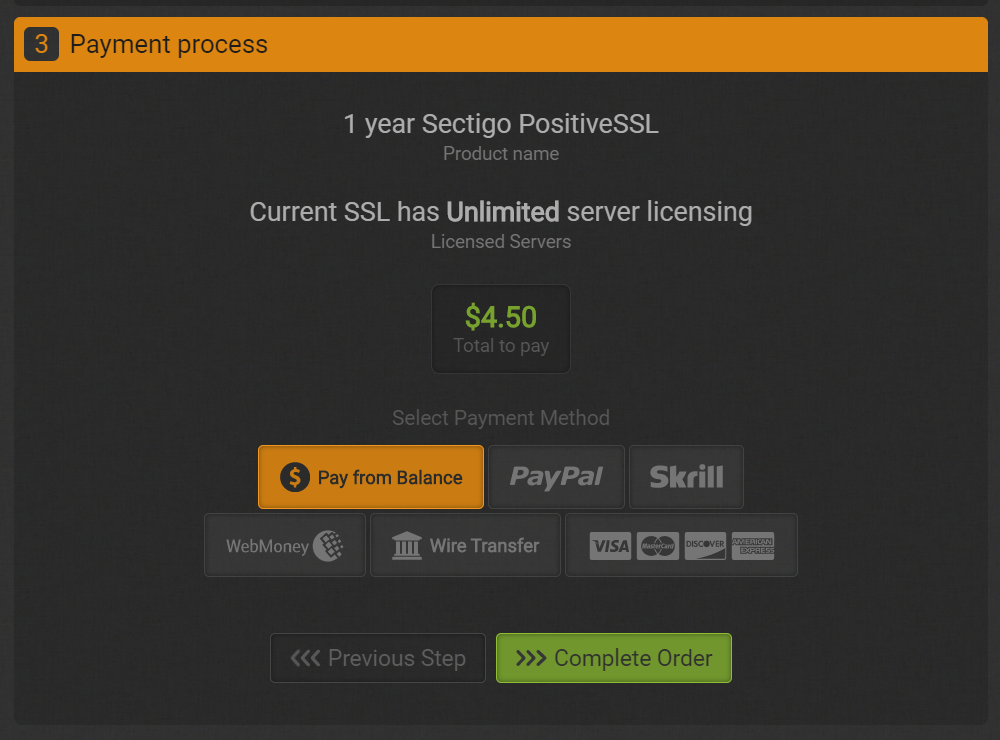 3 Payment process
1 year Sectigo PositiveSSL
Product name
Current SSL has Unlimited server licensing
Licensed Servers
$4.50
Total to pay
Select Payment Method
$ Pay from Balance PayPal Skrill
WebMoney Wire Transfer VISA MasterCard DISCOVER AMERICAN EXPRESS
Previous Step Complete Order